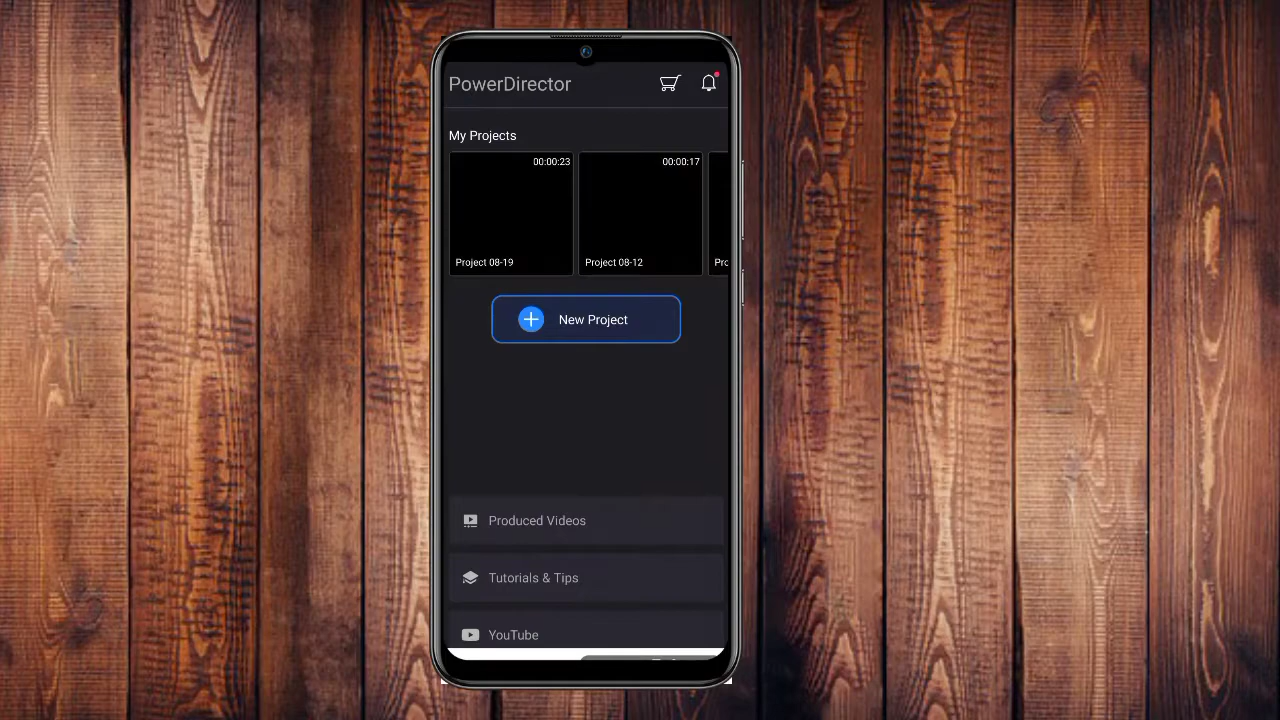 PowerDirector
My Projects
00:00:23
00:00:17
Project 08-19
Project 08-12
Pro
New Project
Produced Videos
Tutorials & Tips
YouTube